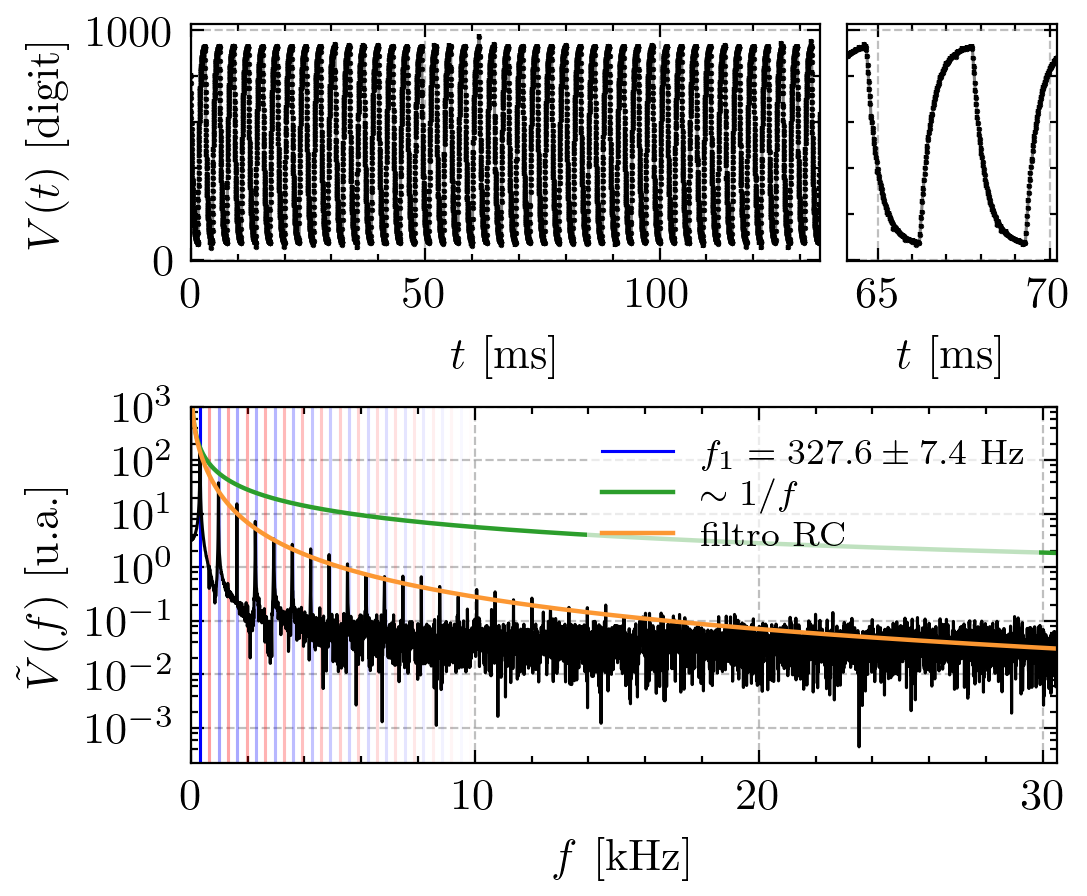 V(t) [digit]
1000
0
0 50 100
t [ms]
65 70
t [ms]
Ṽ(f) [u.a.]
10³
10²
10¹
10⁰
10⁻¹
10⁻²
10⁻³
f₁ = 327.6 ± 7.4 Hz
∼ 1/f
filtro RC
0 10 20 30
f [kHz]